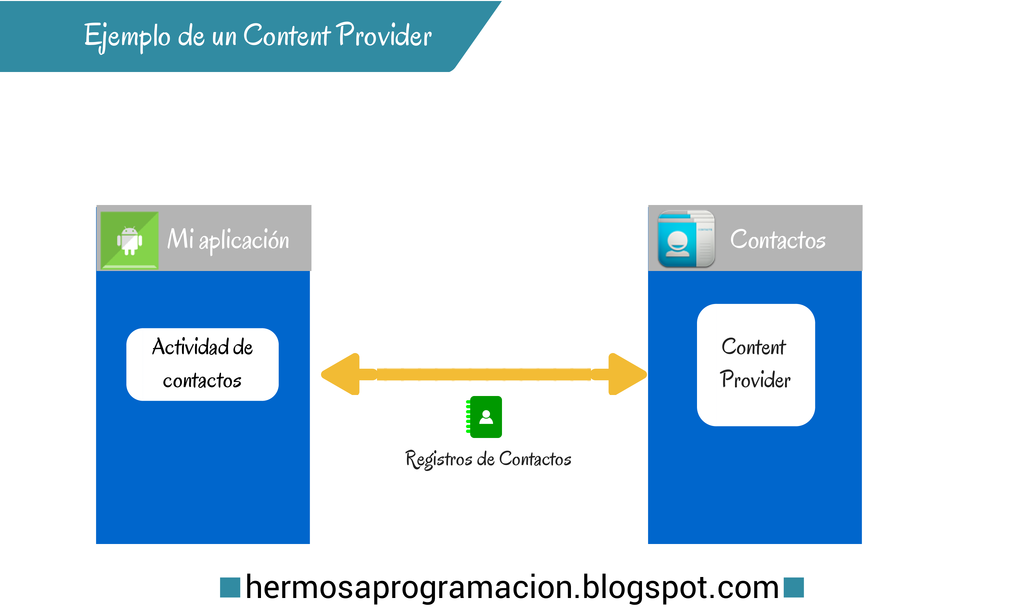 Ejemplo de un Content Provider
Mi aplicación
Contactos
Actividad de
contactos
Content
Provider
Registros de Contactos
hermosaprogramacion.blogspot.com